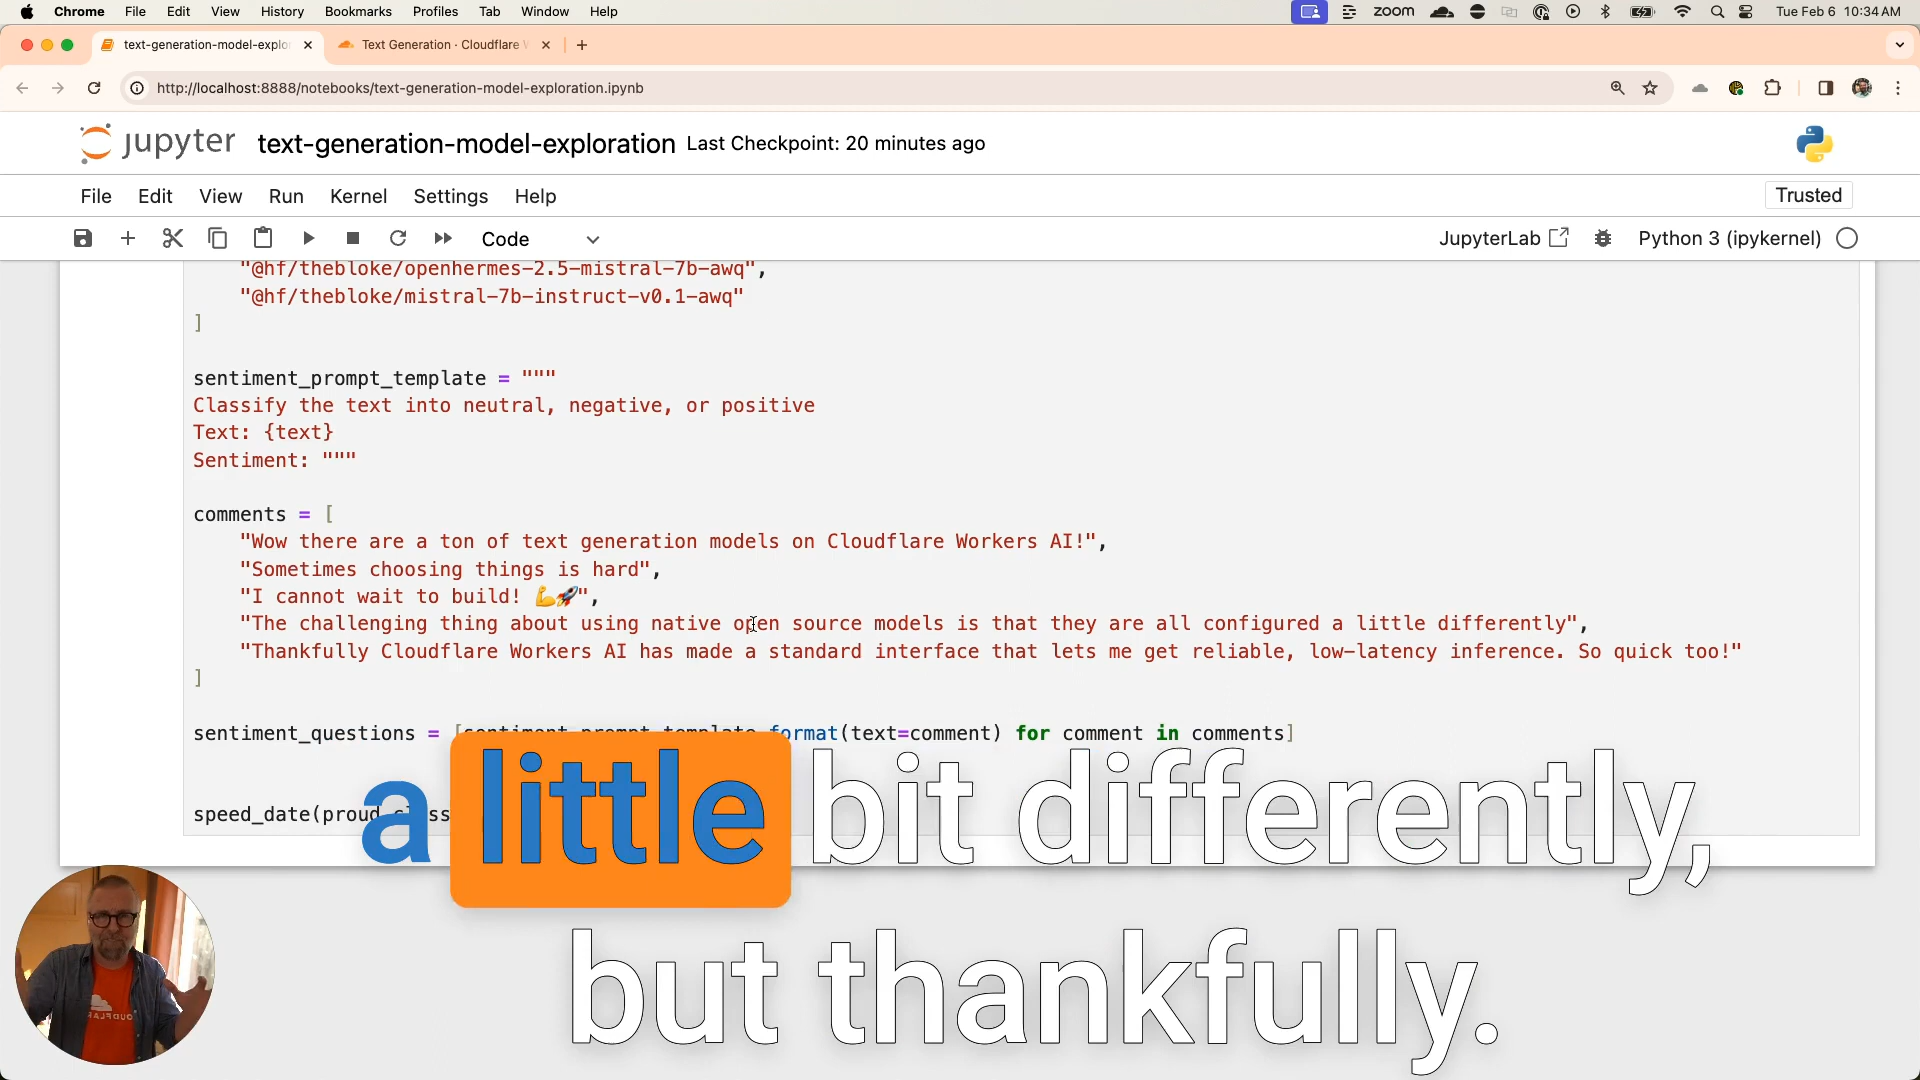 Chrome File Edit View History Bookmarks Profiles Tab Window Help
zoom Tue Feb 6 10:34 AM
text-generation-model-explo Text Generation · Cloudflare
http://localhost:8888/notebooks/text-generation-model-exploration.ipynb
jupyter text-generation-model-exploration Last Checkpoint: 20 minutes ago
File Edit View Run Kernel Settings Help Trusted
Code JupyterLab Python 3 (ipykernel)
"@hf/thebloke/openhermes-2.5-mistral-7b-awq",
"@hf/thebloke/mistral-7b-instruct-v0.1-awq"
]
sentiment_prompt_template = """
Classify the text into neutral, negative, or positive
Text: {text}
Sentiment: """
comments = [
"Wow there are a ton of text generation models on Cloudflare Workers AI!",
"Sometimes choosing things is hard",
"I cannot wait to build! 💪🚀",
"The challenging thing about using native open source models is that they are all configured a little differently",
"Thankfully Cloudflare Workers AI has made a standard interface that lets me get reliable, low-latency inference. So quick too!"
]
sentiment_questions = [sentiment_prompt_template.format(text=comment) for comment in comments]
speed_date(proud_class
a little bit differently,
but thankfully.